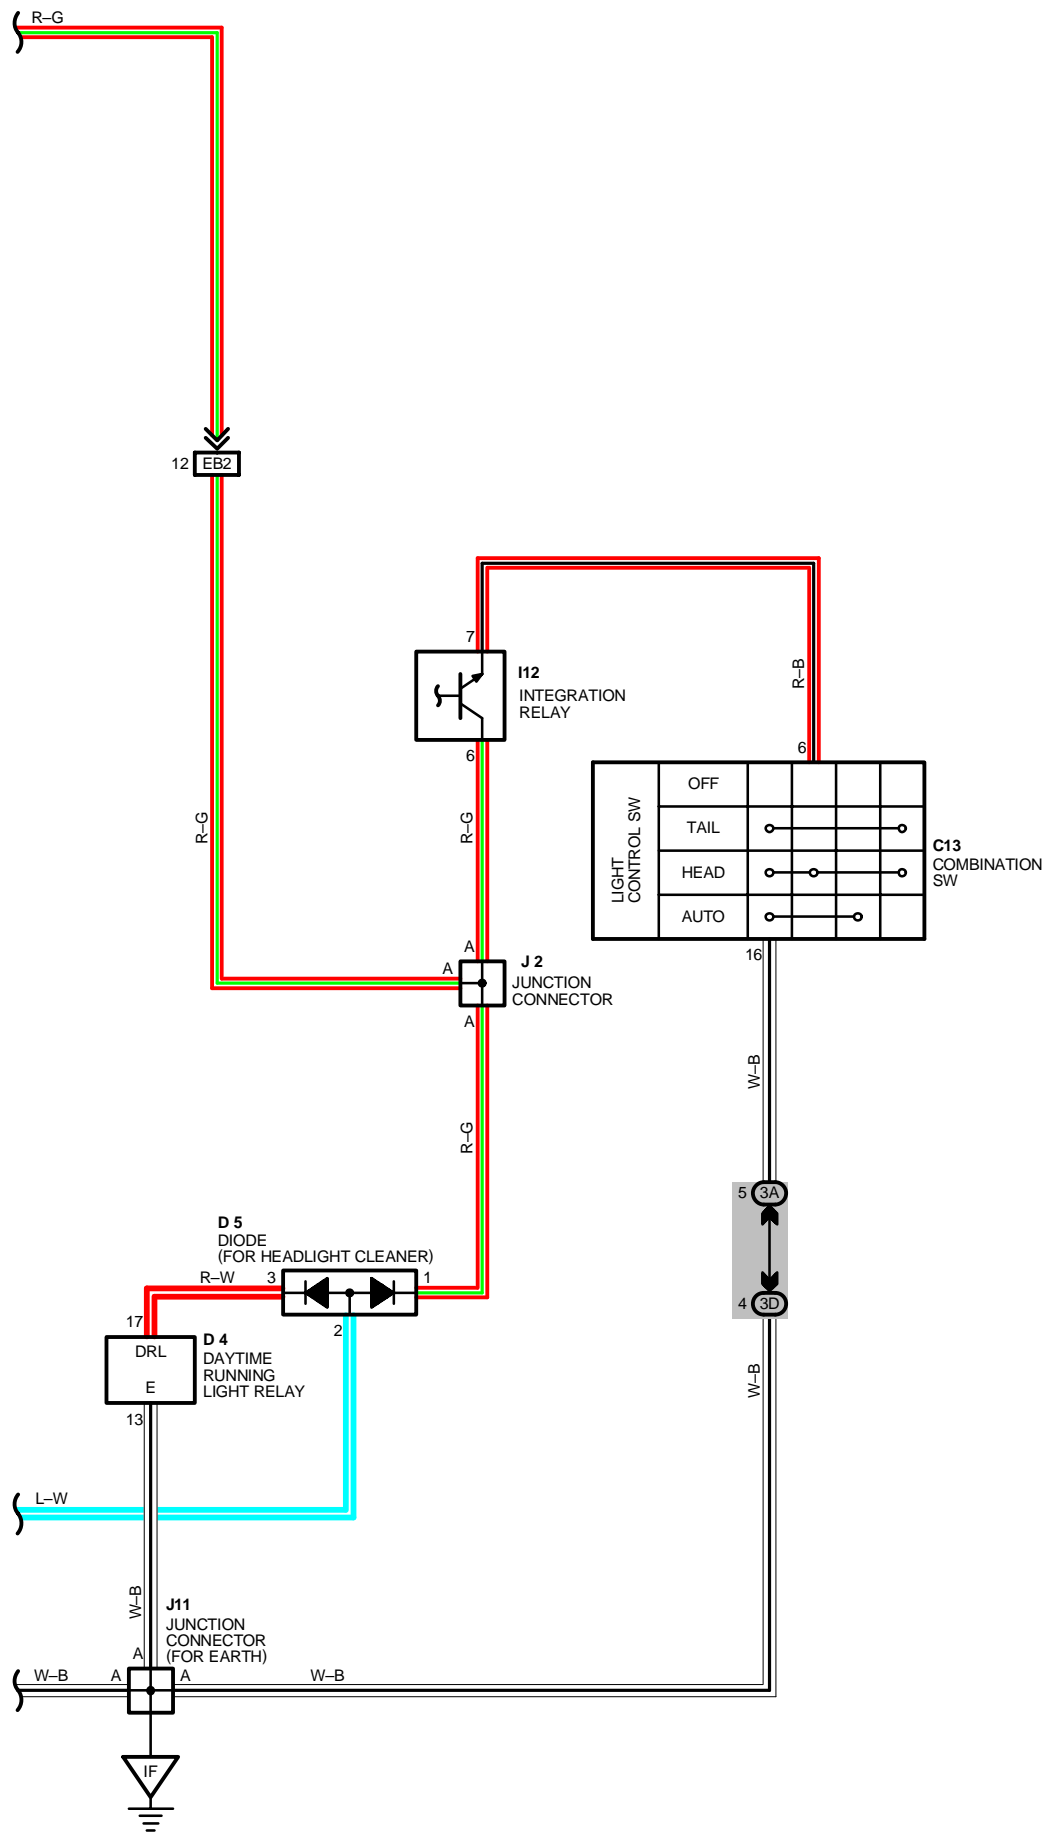 R–G
12 EB2
7
I12
INTEGRATION
RELAY
6
R–B
6
R–G
R–G
LIGHT
CONTROL SW
OFF
TAIL
HEAD
AUTO
C13
COMBINATION
SW
16
A
A
J 2
JUNCTION
CONNECTOR
A
W–B
R–G
5 3A
4 3D
D 5
DIODE
(FOR HEADLIGHT CLEANER)
R–W
3
1
2
17
DRL
E
D 4
DAYTIME
RUNNING
LIGHT RELAY
13
W–B
L–W
W–B
J11
JUNCTION
CONNECTOR
(FOR EARTH)
A
W–B
A
A
W–B
IF